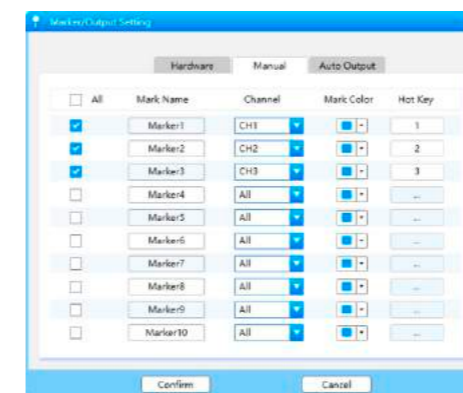 Marker/Output Setting
Hardware Manual Auto Output
All Mark Name Channel Mark Color Hot Key
Marker1 CH1 1
Marker2 CH2 2
Marker3 CH3 3
Marker4 All ...
Marker5 All ...
Marker6 All ...
Marker7 All ...
Marker8 All ...
Marker9 All ...
Marker10 All ...
Confirm Cancel